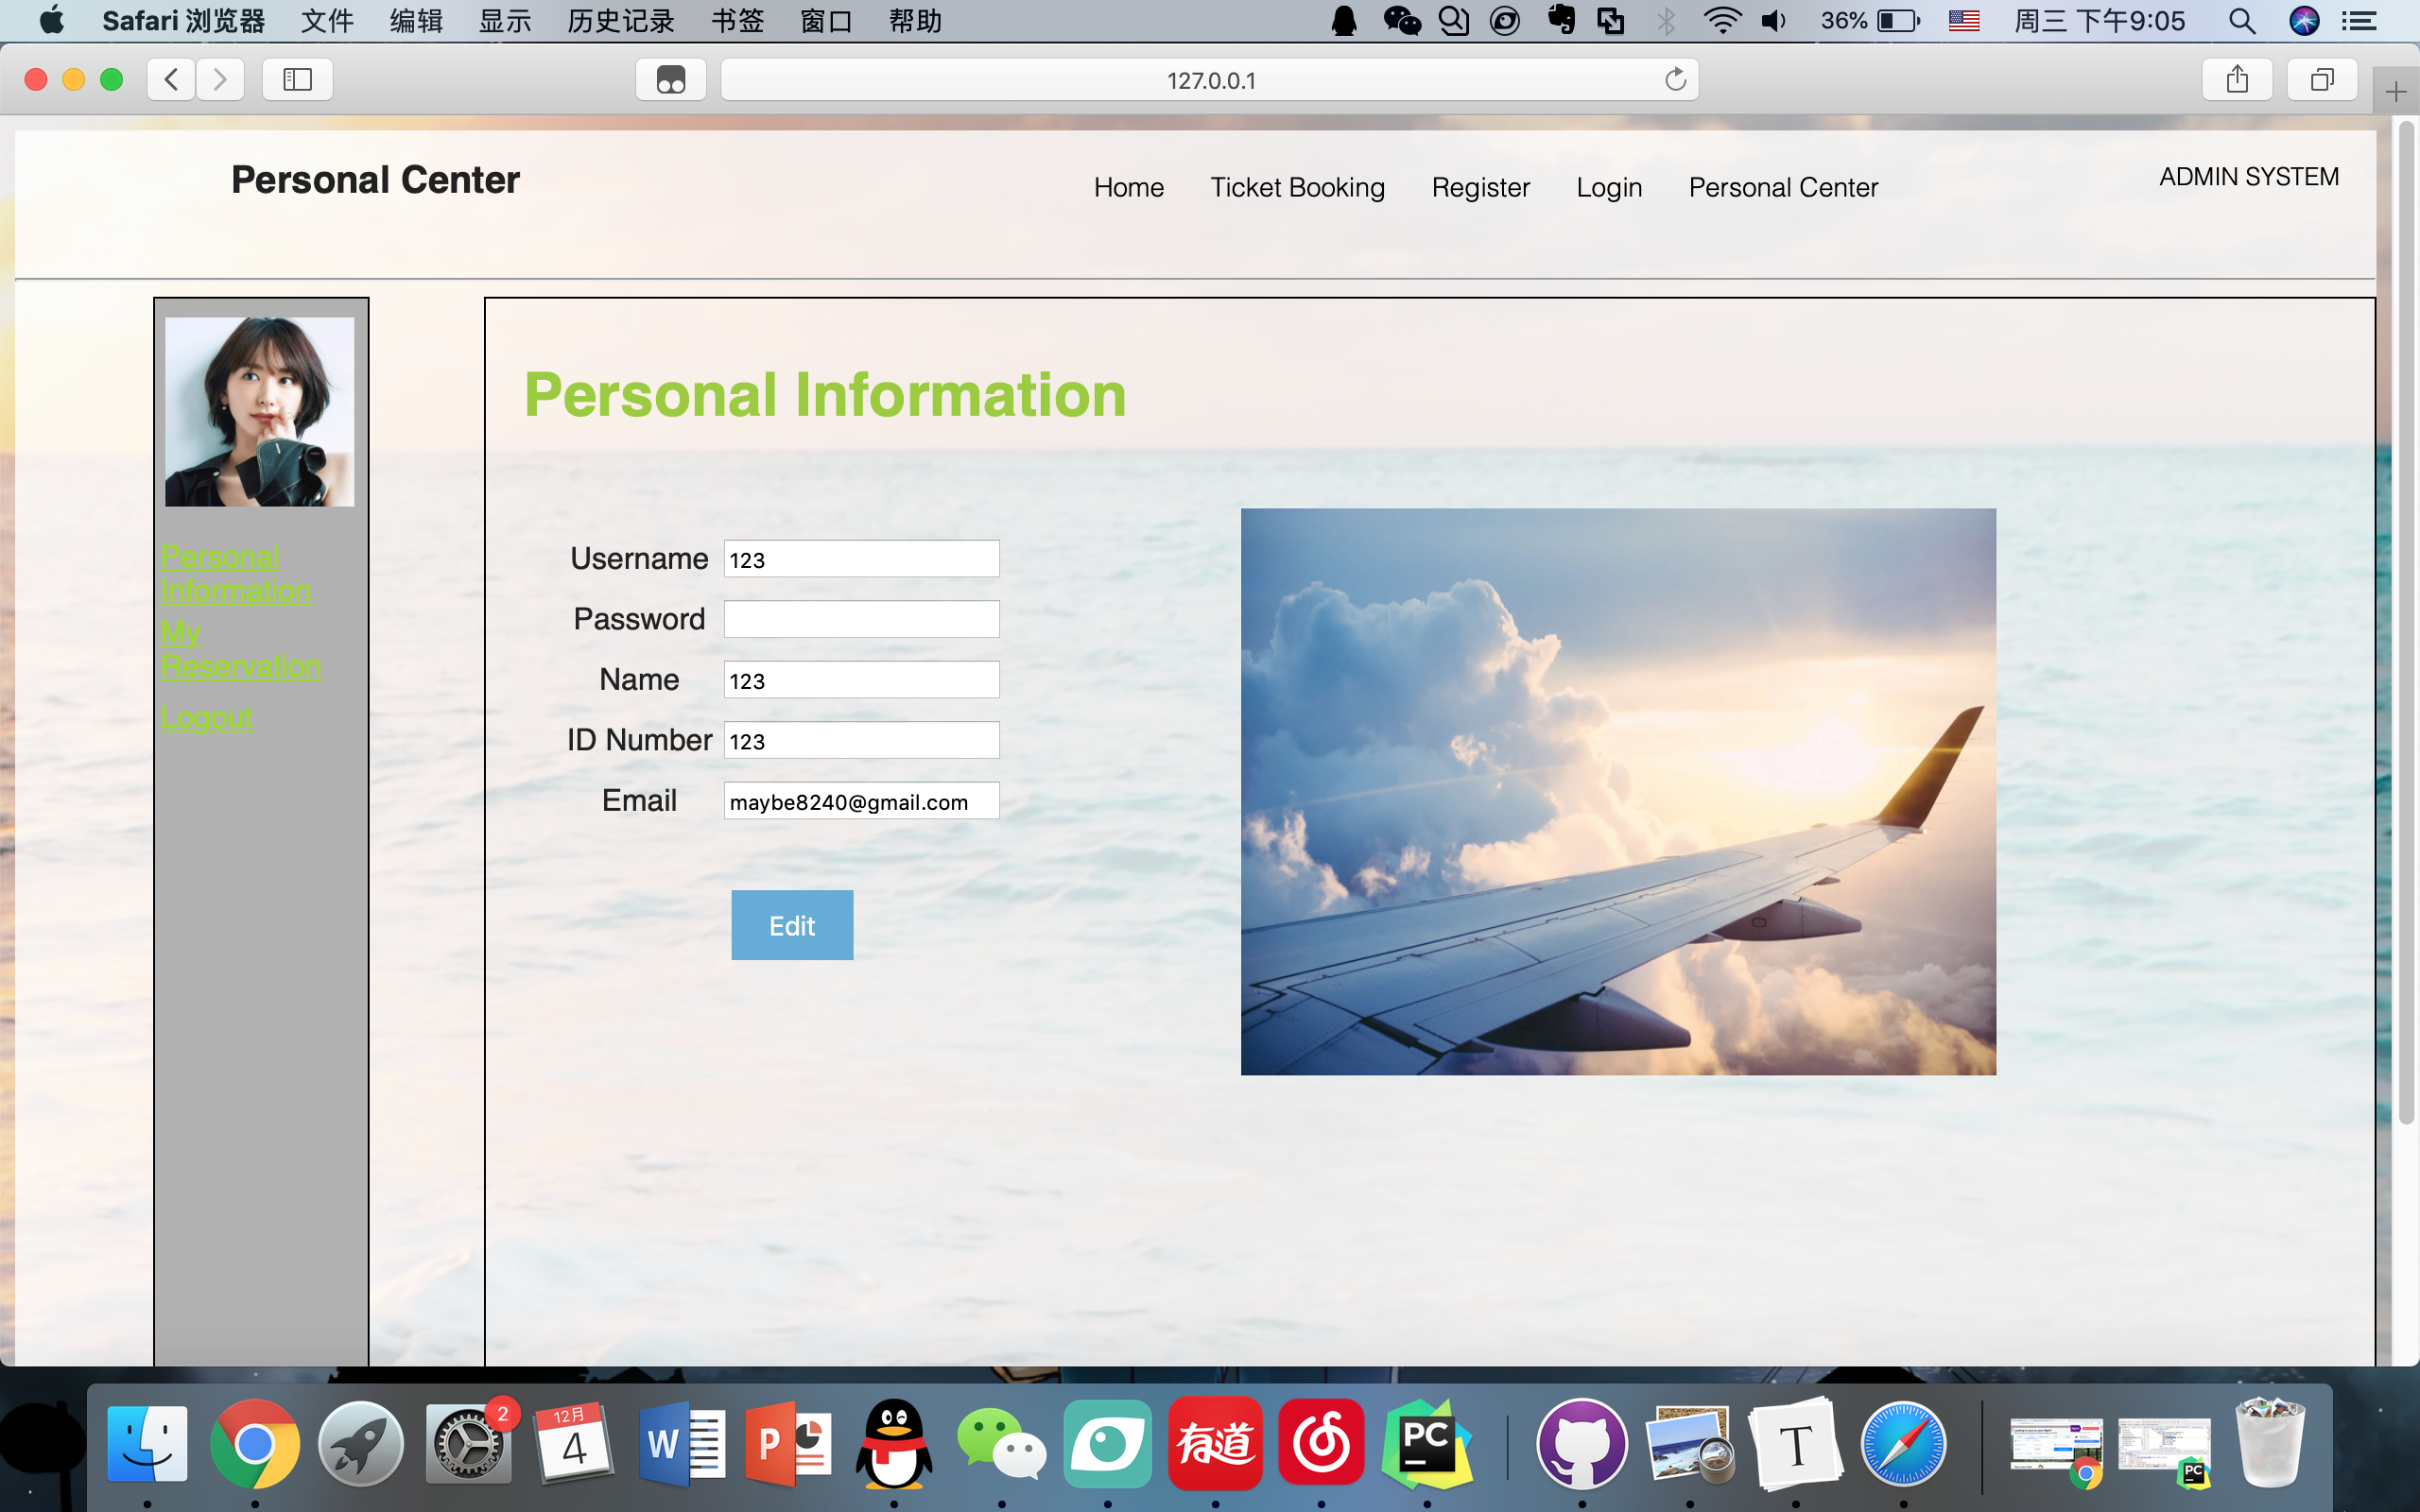 Safari 浏览器 文件 编辑 显示 历史记录 书签 窗口 帮助 36% 周三 下午9:05
127.0.0.1
Personal Center Home Ticket Booking Register Login Personal Center ADMIN SYSTEM
Personal
Information
My
Reservation
Logout
Personal Information
Username 123
Password
Name 123
ID Number 123
Email maybe8240@gmail.com
Edit
2
12月
4
W
P
有道
PC
T
PC